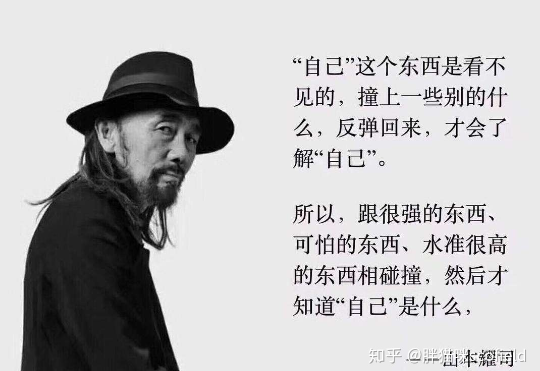 “自己”这个东西是看不
见的，撞上一些别的什
么，反弹回来，才会了
解“自己”。
所以，跟很强的东西、
可怕的东西、水准很高
的东西相碰撞，然后才
知道“自己”是什么，
山本耀司
知乎 @胖猫咪